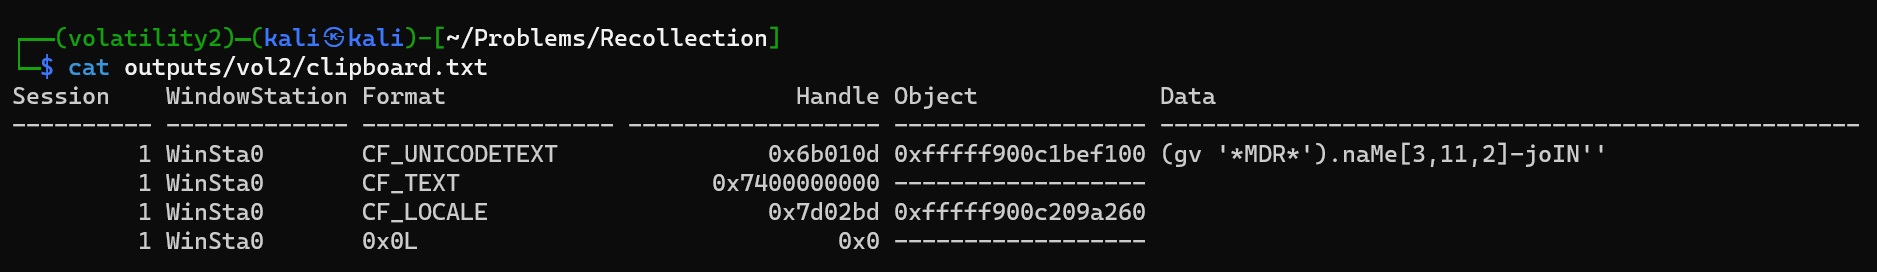 ┌──(volatility2)─(kali㉿kali)-[~/Problems/Recollection]
└─$ cat outputs/vol2/clipboard.txt
Session    WindowStation Format                         Handle Object             Data
---------- ------------- ------------------ ------------------ ------------------ --------------------------------------------------
         1 WinSta0       CF_UNICODETEXT               0x6b010d 0xfffff900c1bef100 (gv '*MDR*').naMe[3,11,2]-joIN''
         1 WinSta0       CF_TEXT                  0x7400000000 ------------------
         1 WinSta0       CF_LOCALE                    0x7d02bd 0xfffff900c209a260
         1 WinSta0       0x0L                              0x0 ------------------